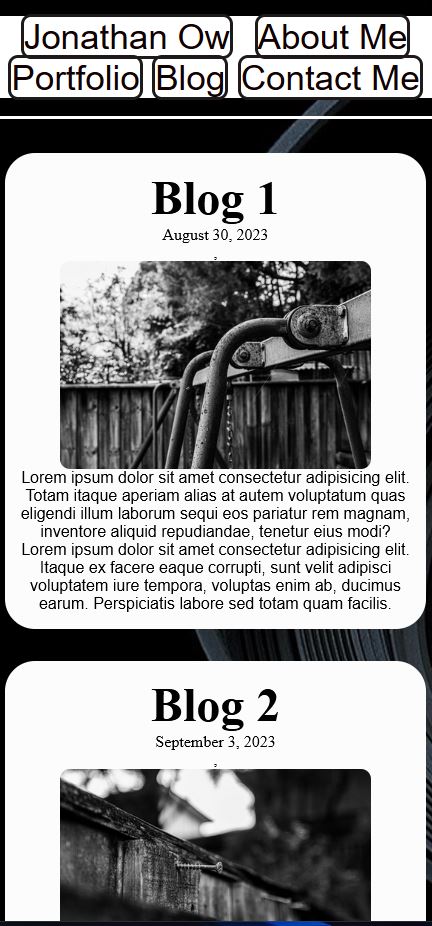 Jonathan Ow About Me
Portfolio Blog Contact Me
Blog 1
August 30, 2023
;
Lorem ipsum dolor sit amet consectetur adipisicing elit.
Totam itaque aperiam alias at autem voluptatum quas
eligendi illum laborum sequi eos pariatur rem magnam,
inventore aliquid repudiandae, tenetur eius modi?
Lorem ipsum dolor sit amet consectetur adipisicing elit.
Itaque ex facere eaque corrupti, sunt velit adipisci
voluptatem iure tempora, voluptas enim ab, ducimus
earum. Perspiciatis labore sed totam quam facilis.
Blog 2
September 3, 2023
;